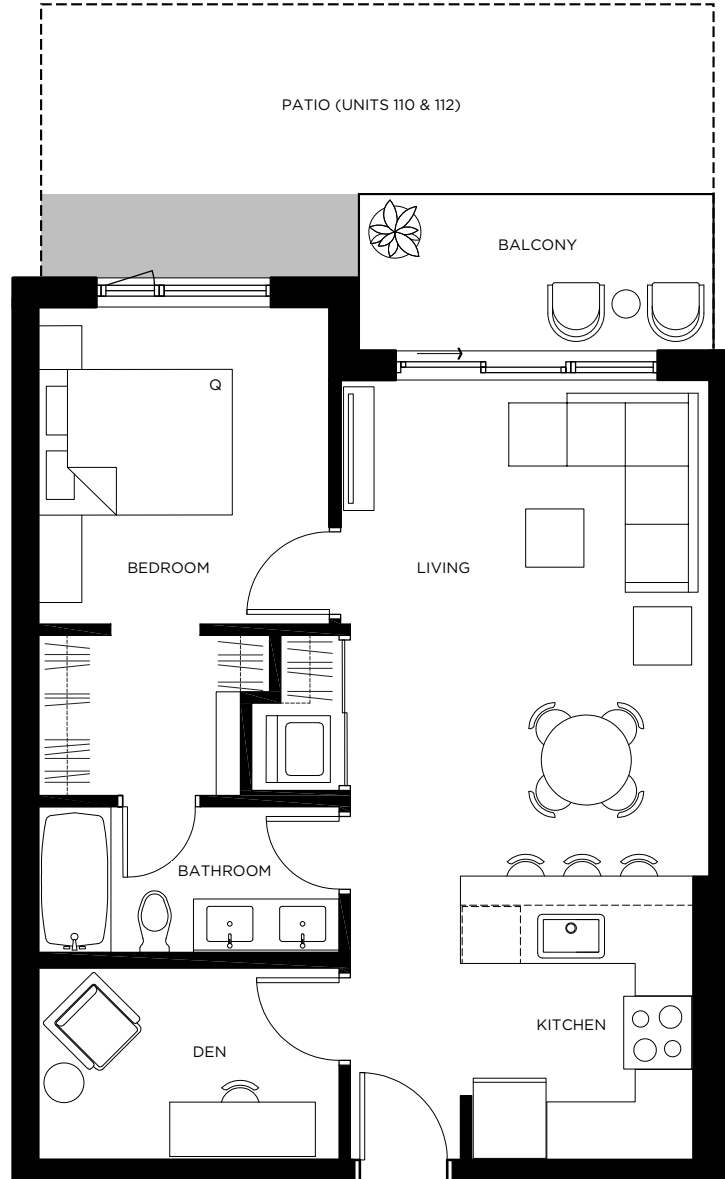 PATIO (UNITS 110 & 112)
BALCONY
Q
BEDROOM
LIVING
BATHROOM
KITCHEN
DEN